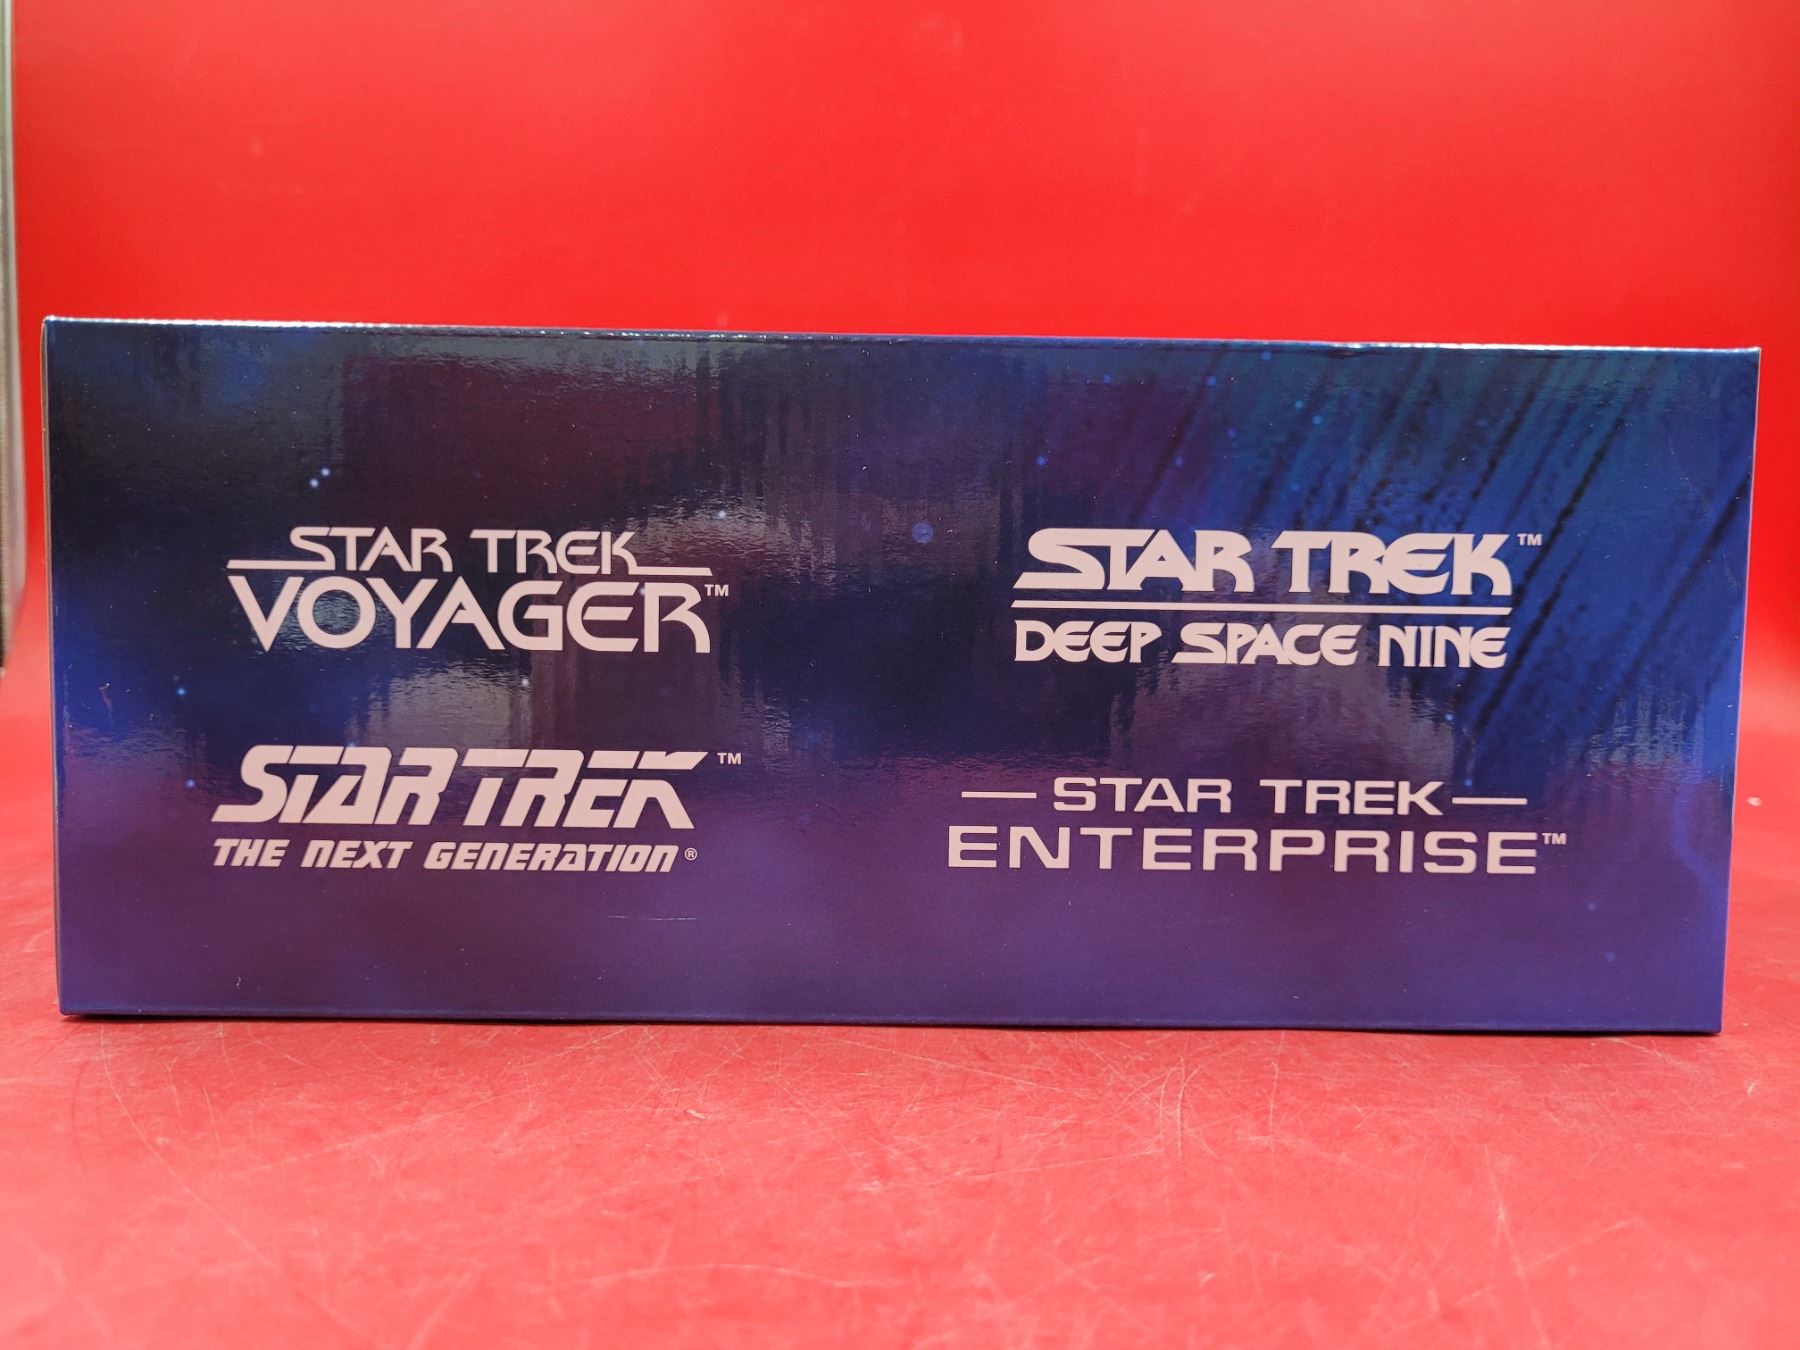 STAR TREK
VOYAGER™
STAR TREK™
DEEP SPACE NINE
STAR TREK™
THE NEXT GENERATION®
STAR TREK
ENTERPRISE™